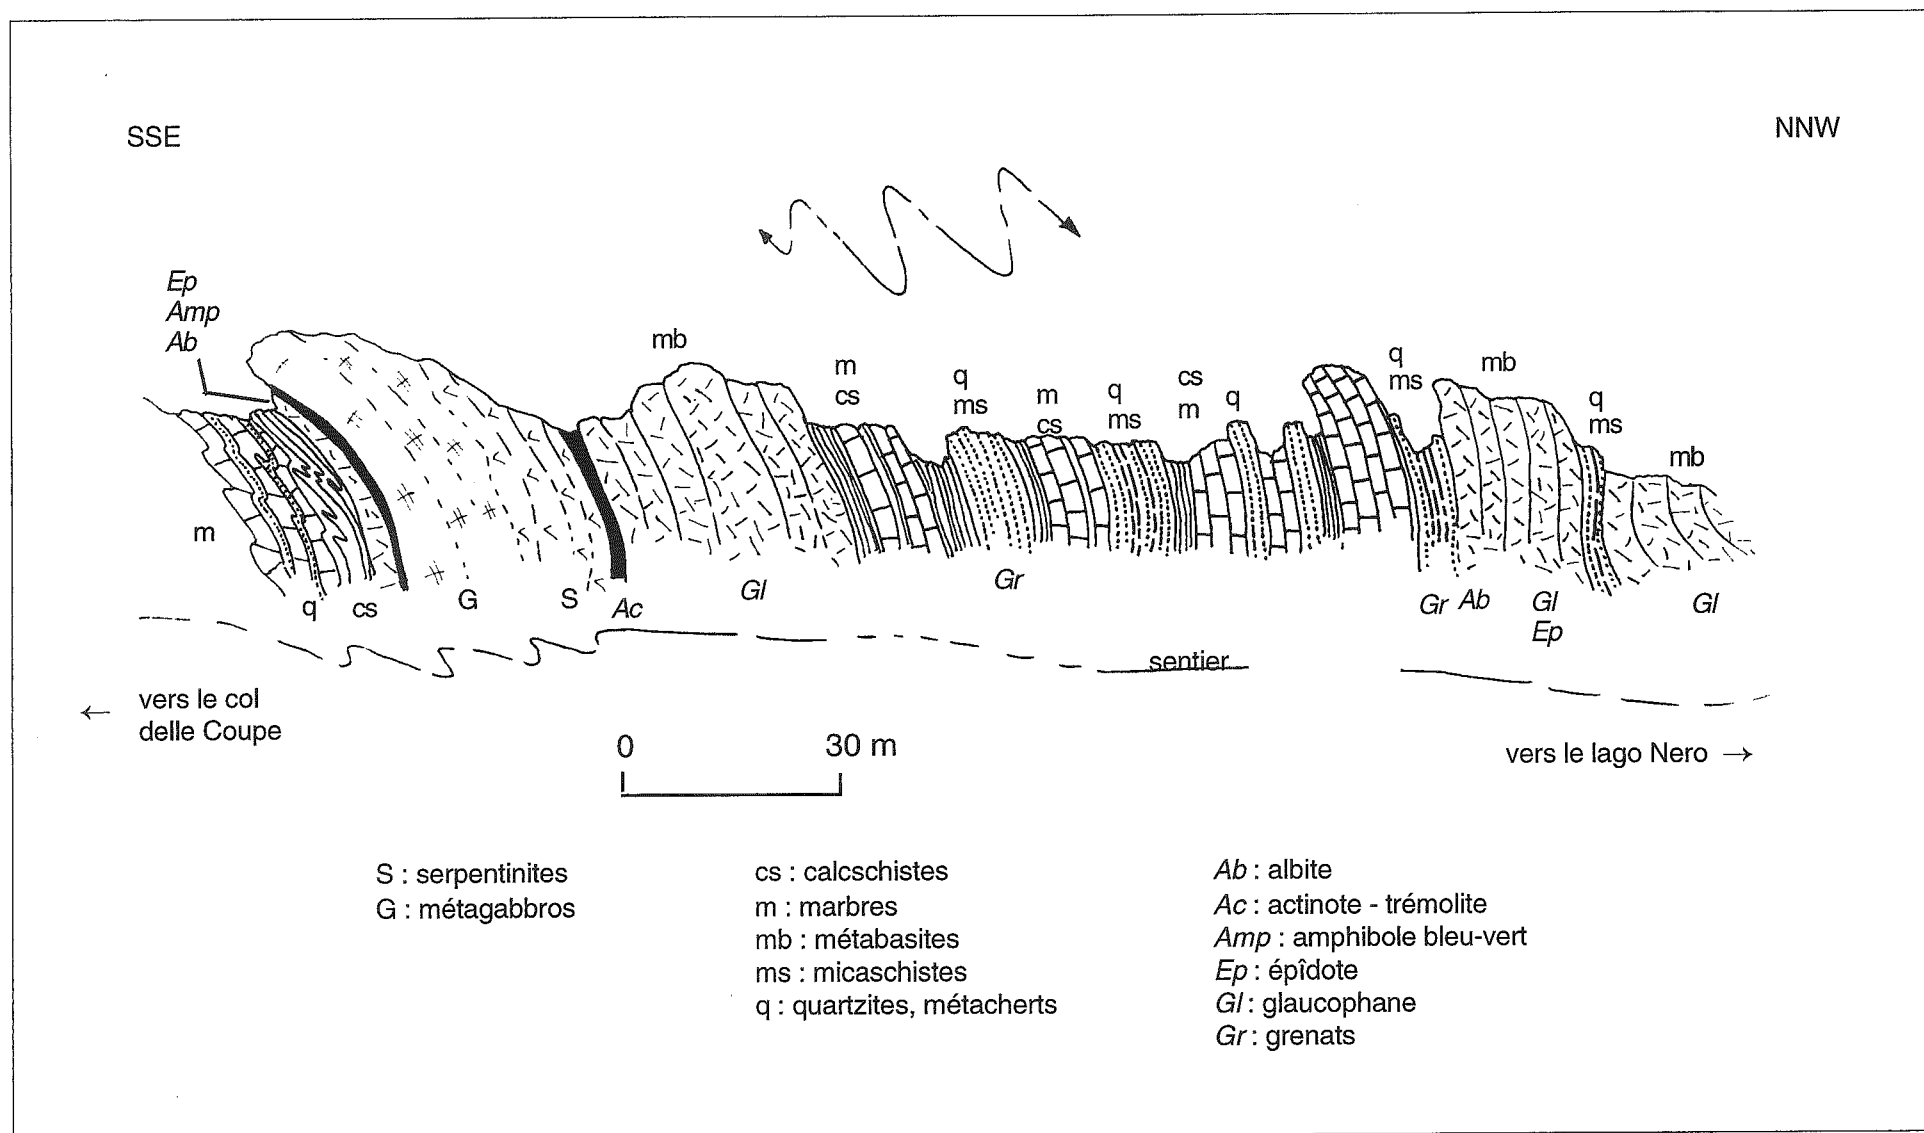 SSE
NNW
Ep
Amp
Ab
mb
m
cs
q
ms
m
cs
q
ms
cs
m
q
q
ms
mb
q
ms
mb
m
q
cs
G
S
Ac
Gl
Gr
Gr
Ab
Gl
Ep
Gl
sentier
← vers le col
delle Coupe
0
30 m
vers le lago Nero →
S : serpentinites
G : métagabbros
cs : calcschistes
m : marbres
mb : métabasites
ms : micaschistes
q : quartzites, métacherts
Ab : albite
Ac : actinote - trémolite
Amp : amphibole bleu-vert
Ep : épîdote
Gl : glaucophane
Gr : grenats